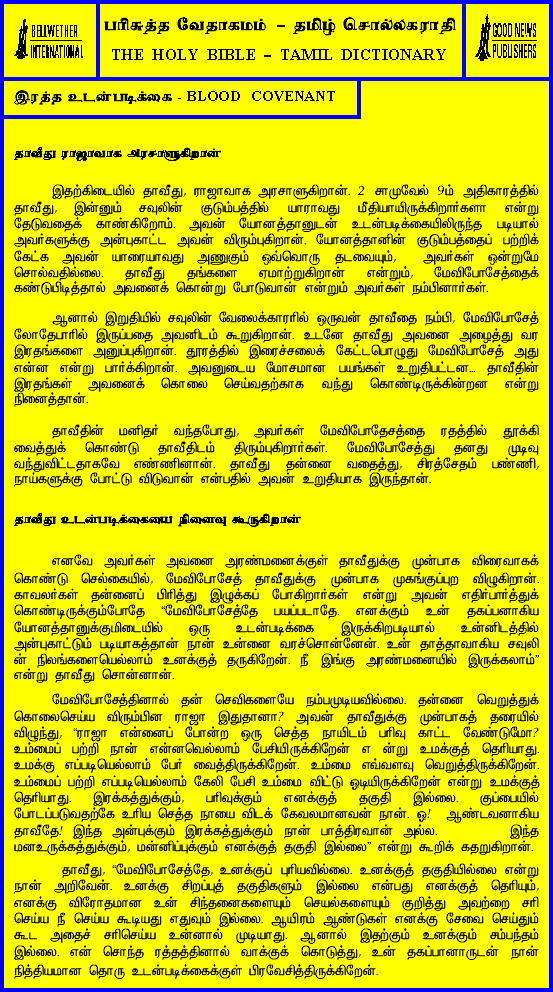 BELLWETHER
INTERNATIONAL
பரிசுத்த வேதாகமம் – தமிழ் சொல்லகராதி
THE HOLY BIBLE – TAMIL DICTIONARY
GOOD NEWS
PUBLISHERS
இரத்த உடன்படிக்கை - BLOOD COVENANT
தாவீது ராஜாவாக அரசாளுகிறான்
இதற்கிடையில் தாவீது, ராஜாவாக அரசாளுகிறான். 2 சாமுவேல் 9ம் அதிகாரத்தில்
தாவீது, இன்னும் சவுலின் குடும்பத்தில் யாராவது மீதியாயிருக்கிறார்களா என்று
தேடுவதைக் காண்கிறோம். அவன் யோனத்தானுடன் உடன்படிக்கையிலிருந்த படியால்
அவர்களுக்கு அன்புகாட்ட அவன் விரும்புகிறான். யோனத்தானின் குடும்பத்தைப் பற்றிக்
கேட்க அவன் யாரையாவது அணுகும் ஒவ்வொரு தடவையும், அவர்கள் ஒன்றுமே
சொல்வதில்லை. தாவீது தங்களை ஏமாற்றுகிறான் என்றும், மேவிபோசேத்தைக்
கண்டுபிடித்தால் அவனைக் கொன்று போடுவான் என்றும் அவர்கள் நம்பினார்கள்.
ஆனால் இறுதியில் சவுலின் வேலைக்காரரில் ஒருவன் தாவீதை நம்பி, மேவிபோசேத்
லோதேபாரில் இருப்பதை அவனிடம் கூறுகிறான். உடனே தாவீது அவனை அழைத்து வர
இரதங்களை அனுப்புகிறான். தூரத்தில் இரைச்சலைக் கேட்டபொழுது மேவிபோசேத் அது
என்ன என்று பார்க்கிறான். அவனுடைய மோசமான பயங்கள் உறுதிபட்டன... தாவீதின்
இரதங்கள் அவனைக் கொலை செய்வதற்காக வந்து கொண்டிருக்கின்றன என்று
நினைத்தான்.
தாவீதின் மனிதர் வந்தபோது, அவர்கள் மேவிபோதேசத்தை ரதத்தில் தூக்கி
வைத்துக் கொண்டு தாவீதிடம் திரும்புகிறார்கள். மேவிபோசேத்து தனது முடிவு
வந்துவிட்டதாகவே எண்ணினான். தாவீது தன்னை வதைத்து, சிரத்சேதம் பண்ணி,
நாய்களுக்கு போட்டு விடுவான் என்பதில் அவன் உறுதியாக இருந்தான்.
தாவீது உடன்படிக்கையை நினைவு கூருகிறான்
எனவே அவர்கள் அவனை அரண்மனைக்குள் தாவீதுக்கு முன்பாக விரைவாகக்
கொண்டு செல்கையில், மேவிபோசேத் தாவீதுக்கு முன்பாக முகங்குப்புற விழுகிறான்.
காவலர்கள் தன்னைப் பிரித்து இழுக்கப் போகிறார்கள் என்று அவன் எதிர்பார்த்துக்
கொண்டிருக்கும்போதே “மேவிபோசேத்தே பயப்படாதே. எனக்கும் உன் தகப்பனாகிய
யோனத்தானுக்குமிடையில் ஒரு உடன்படிக்கை இருக்கிறபடியால் உன்னிடத்தில்
அன்புகாட்டும் படியாகத்தான் நான் உன்னை வரச்சொன்னேன். உன் தாத்தாவாகிய சவுலி
ன் நிலங்களையெல்லாம் உனக்குத் தருகிறேன். நீ இங்கு அரண்மனையில் இருக்கலாம்”
என்று தாவீது சொன்னான்.
மேவிபோசேத்தினால் தன் செவிகளையே நம்பமுடியவில்லை. தன்னை வெறுத்துக்
கொலைசெய்ய விரும்பின ராஜா இதுதானா? அவன் தாவீதுக்கு முன்பாகத் தரையில்
விழுந்து, “ராஜா என்னைப் போன்ற ஒரு செத்த நாயிடம் பரிவு காட்ட வேண்டுமோ?
உம்மைப் பற்றி நான் என்னவெல்லாம் பேசியிருக்கிறேன் எ ன்று உமக்குத் தெரியாது.
உமக்கு எப்படியெல்லாம் பேர் வைத்திருக்கிறேன். உம்மை எவ்வளவு வெறுத்திருக்கிறேன்.
உம்மைப் பற்றி எப்படியெல்லாம் கேலி பேசி உம்மை விட்டு ஓடியிருக்கிறேன் என்று உமக்குத்
தெரியாது. இரக்கத்துக்கும், பரிவுக்கும் எனக்குத் தகுதி இல்லை. குப்பையில்
போடப்படுவதற்கே உரிய செத்த நாயை விடக் கேவலமானவன் நான். ஓ! ஆண்டவனாகிய
தாவீதே! இந்த அன்புக்கும் இரக்கத்துக்கும் நான் பாத்திரவான் அல்ல. இந்த
மனஉருக்கத்துக்கும், மன்னிப்புக்கும் எனக்குத் தகுதி இல்லை” என்று கூறிக் கதறுகிறான்.
தாவீது, “மேவிபோசேத்தே, உனக்குப் புரியவில்லை. உனக்குத் தகுதியில்லை என்று
நான் அறிவேன். உனக்கு சிறப்புத் தகுதிகளும் இல்லை என்பது எனக்குத் தெரியும்,
எனக்கு விரோதமான உன் சிந்தனைகளையும் செயல்களையும் குறித்து அவற்றை சரி
செய்ய நீ செய்ய கூடியது எதுவும் இல்லை. ஆயிரம் ஆண்டுகள் எனக்கு சேவை செய்தும்
கூட அதைச் சரிசெய்ய உன்னால் முடியாது. ஆனால் இதற்கும் உனக்கும் சம்பந்தம்
இல்லை. என் சொந்த ரத்தத்தினால் வாக்குக் கொடுத்து, உன் தகப்பானாருடன் நான்
நித்தியமான தொரு உடன்படிக்கைக்குள் பிரவேசித்திருக்கிறேன்.